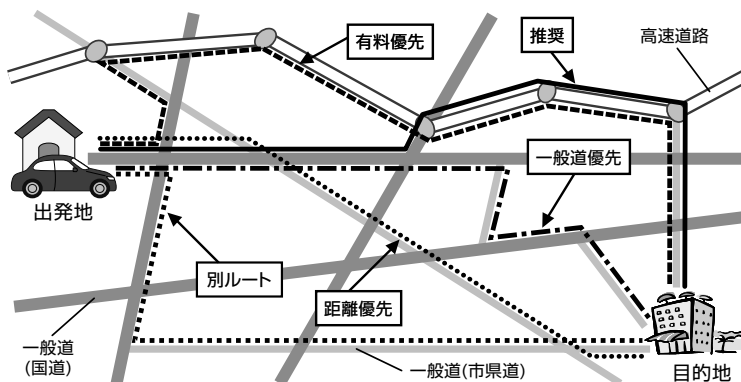 有料優先
推奨
高速道路
一般道優先
出発地
別ルート
距離優先
一般道
(国道)
一般道(市県道)
目的地